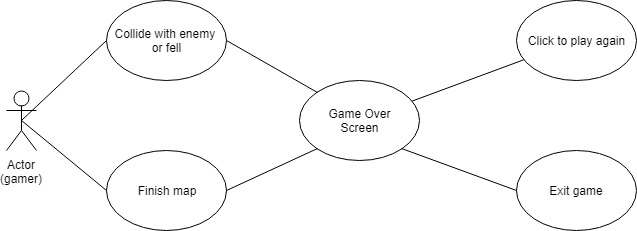 Collide with enemy
or fell
Click to play again
Game Over
Screen
Actor
(gamer)
Finish map
Exit game